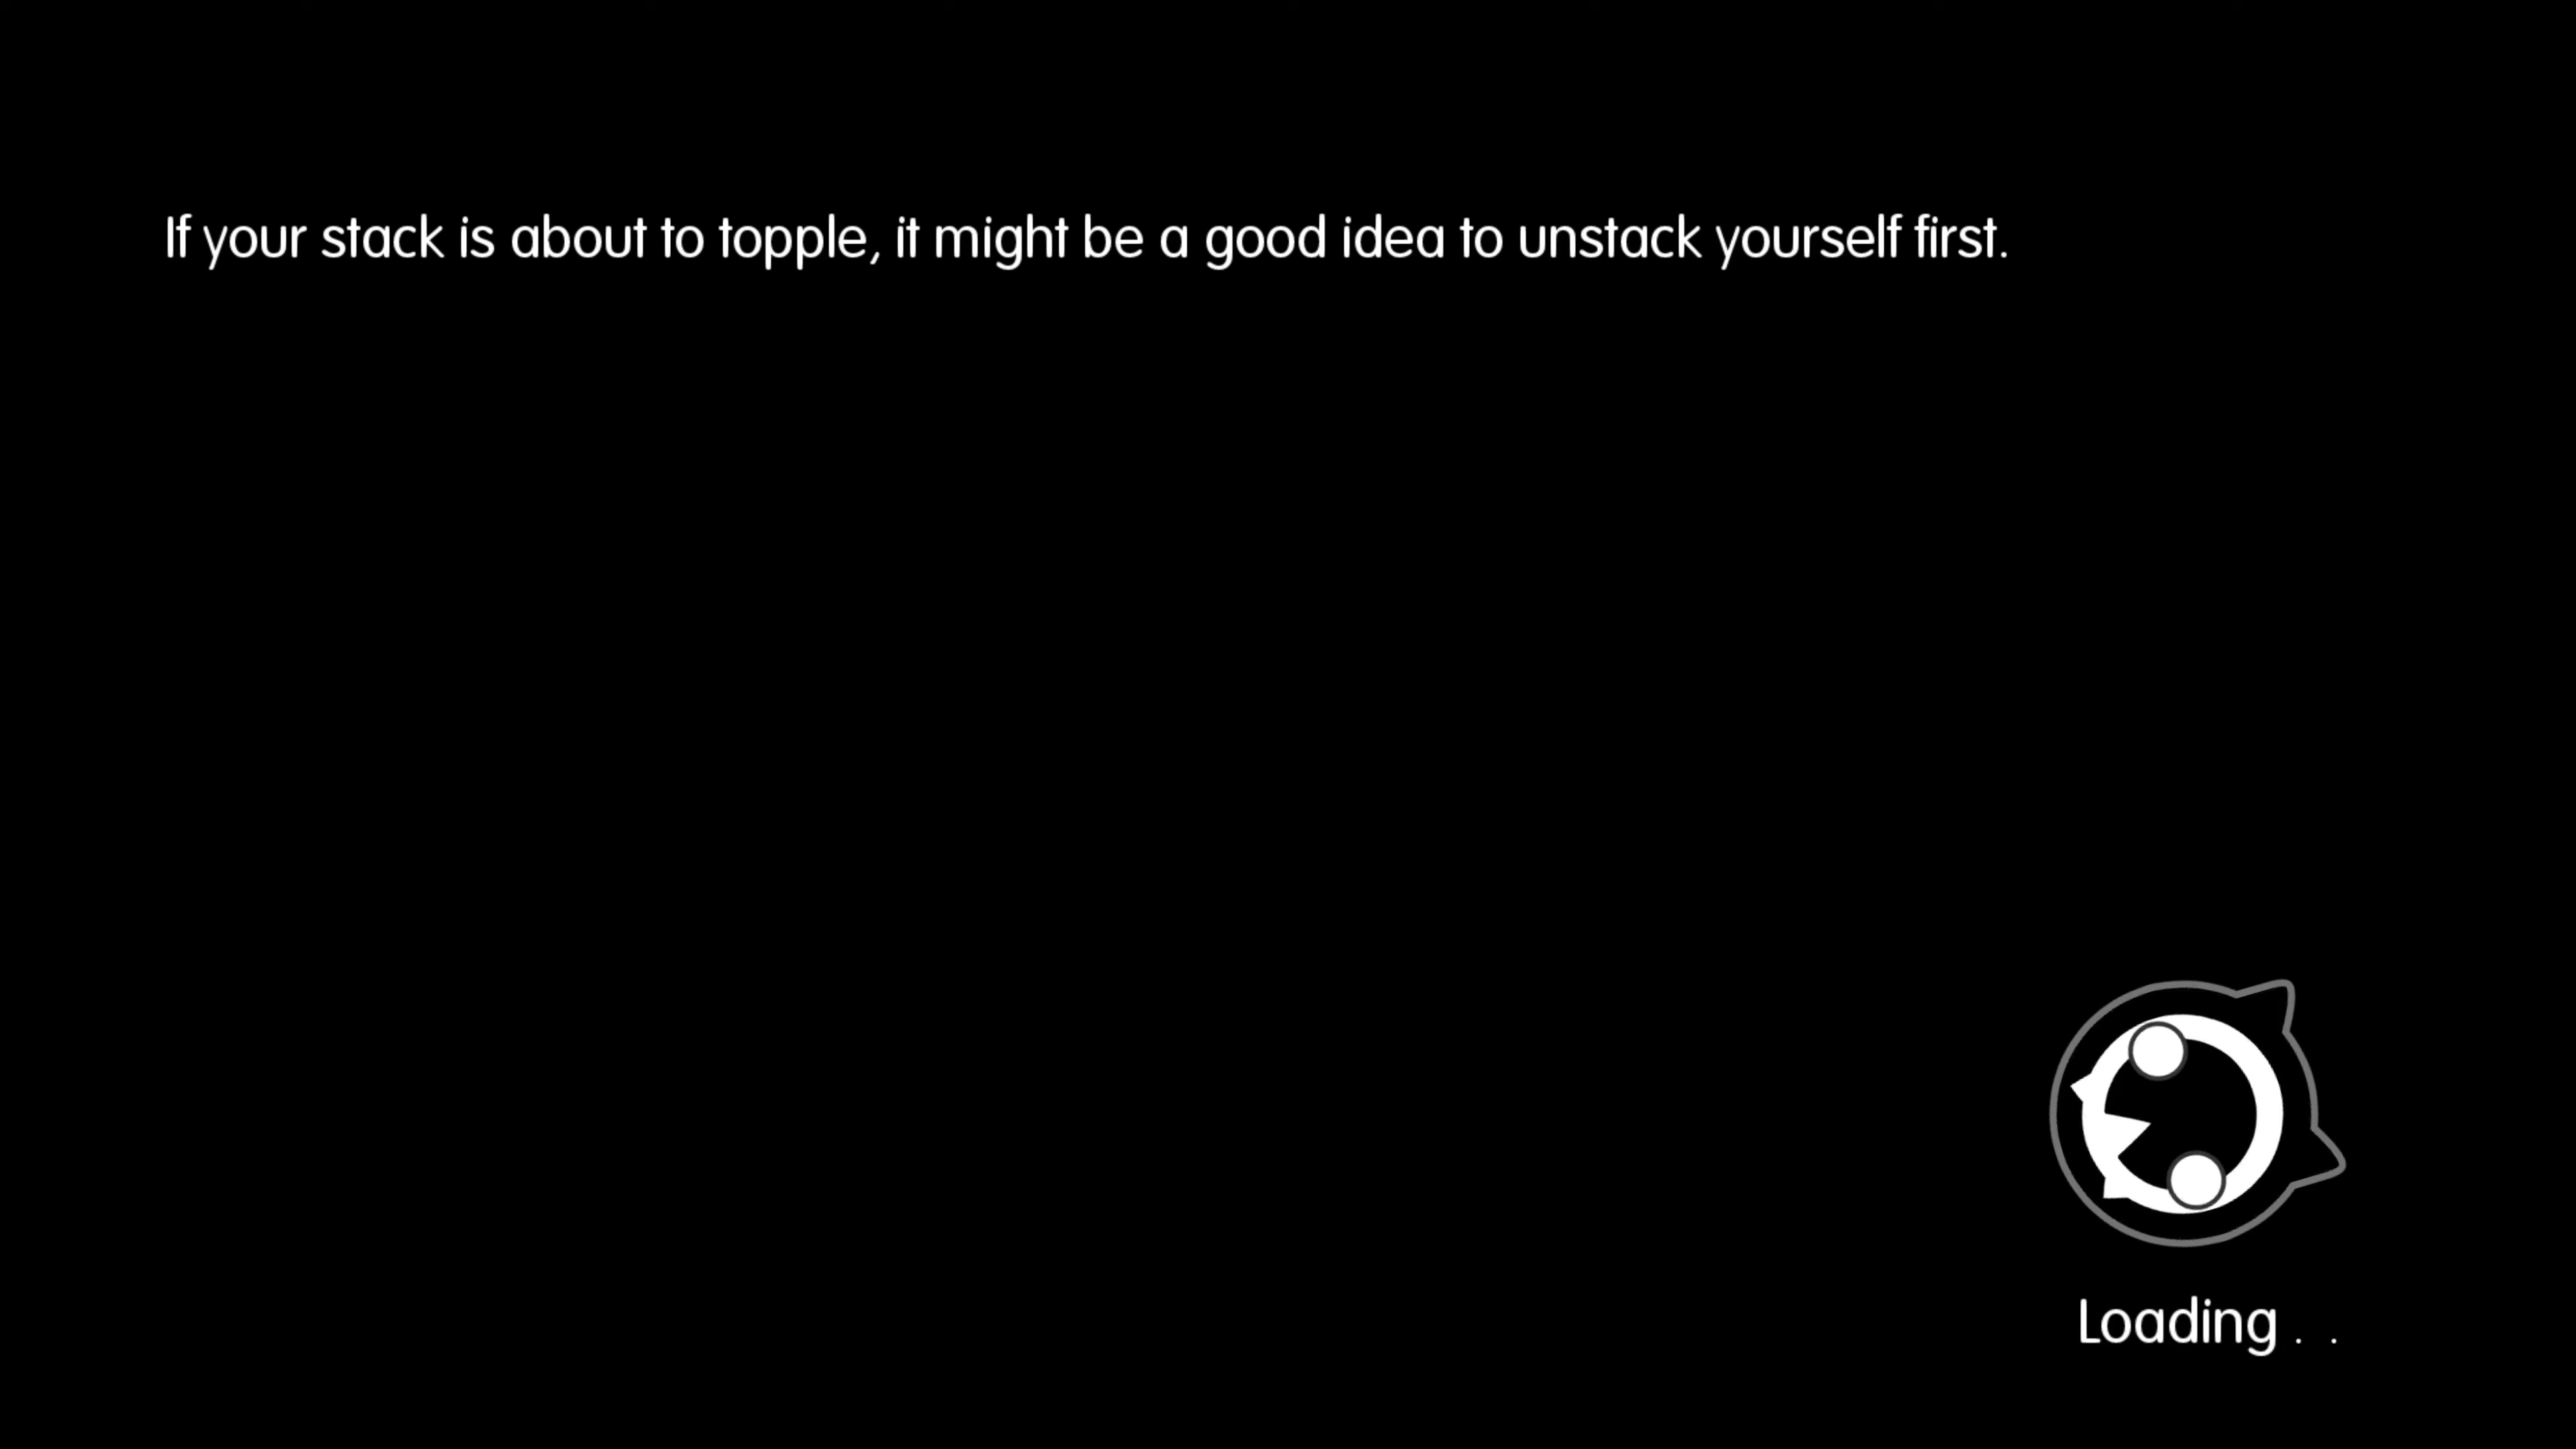 If your stack is about to topple, it might be a good idea to unstack yourself first.
Loading . .